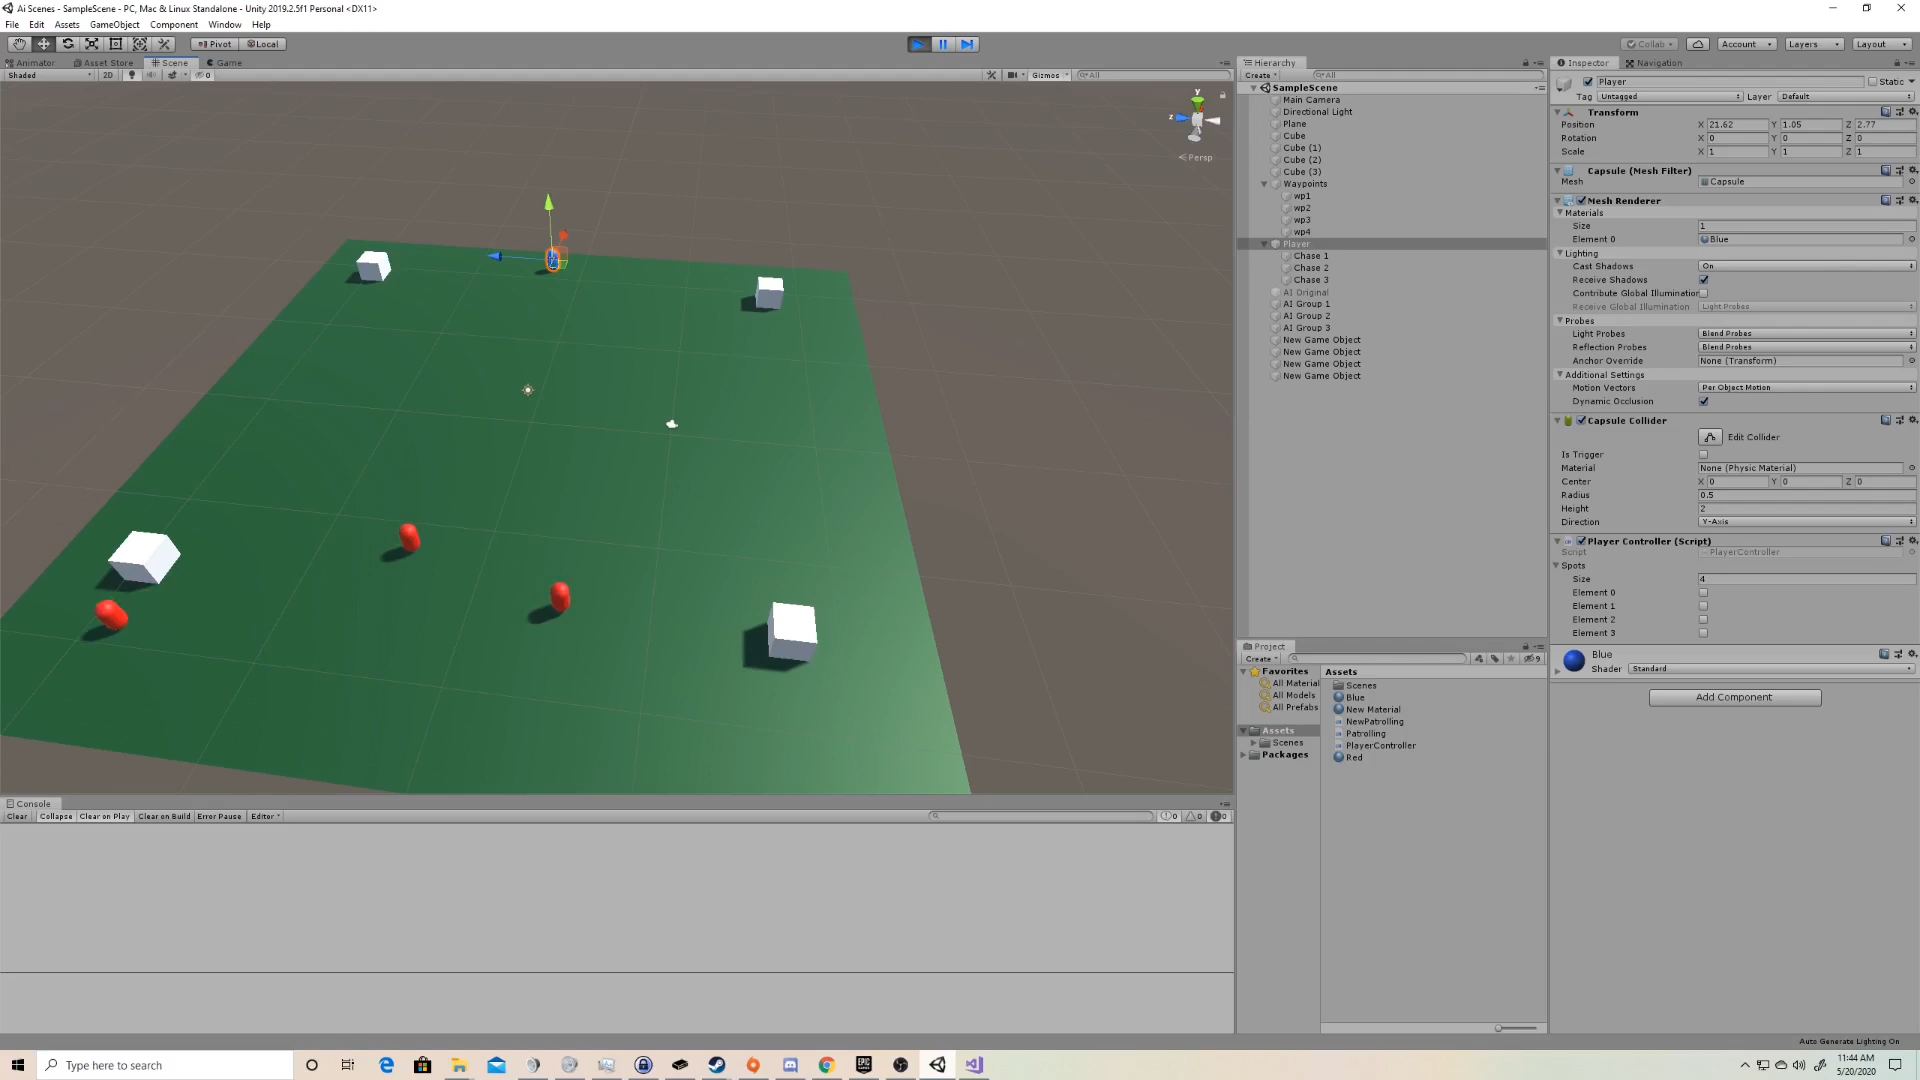 Ai Scenes - SampleScene - PC, Mac & Linux Standalone - Unity 2019.2.5f1 Personal <DX11>
File Edit Assets GameObject Component Window Help
Pivot Local Collab Account Layers Layout
Animator Asset Store Scene Game
Shaded 2D 0 Gizmos All
y
z
Persp
Hierarchy
Create All
SampleScene
Main Camera
Directional Light
Plane
Cube
Cube (1)
Cube (2)
Cube (3)
Waypoints
wp1
wp2
wp3
wp4
Player
Chase 1
Chase 2
Chase 3
AI Original
AI Group 1
AI Group 2
AI Group 3
New Game Object
New Game Object
New Game Object
New Game Object
Inspector Navigation
Player Static
Tag Untagged Layer Default
Transform
Position X 21.62 Y 1.05 Z 2.77
Rotation X 0 Y 0 Z 0
Scale X 1 Y 1 Z 1
Capsule (Mesh Filter)
Mesh Capsule
Mesh Renderer
Materials
Size 1
Element 0 Blue
Lighting
Cast Shadows On
Receive Shadows
Contribute Global Illumination
Receive Global Illumination Light Probes
Probes
Light Probes Blend Probes
Reflection Probes Blend Probes
Anchor Override None (Transform)
Additional Settings
Motion Vectors Per Object Motion
Dynamic Occlusion
Capsule Collider
Edit Collider
Is Trigger
Material None (Physic Material)
Center X 0 Y 0 Z 0
Radius 0.5
Height 2
Direction Y-Axis
Player Controller (Script)
Script PlayerController
Spots
Size 4
Element 0
Element 1
Element 2
Element 3
Blue
Shader Standard
Add Component
Project
Create 9
Favorites
All Material
All Models
All Prefabs
Assets
Scenes
Packages
Assets
Scenes
Blue
New Material
NewPatrolling
Patrolling
PlayerController
Red
Console
Clear Collapse Clear on Play Clear on Build Error Pause Editor 0 0 0
Auto Generate Lighting On
Type here to search
EPIC GAMES
11:44 AM
5/20/2020